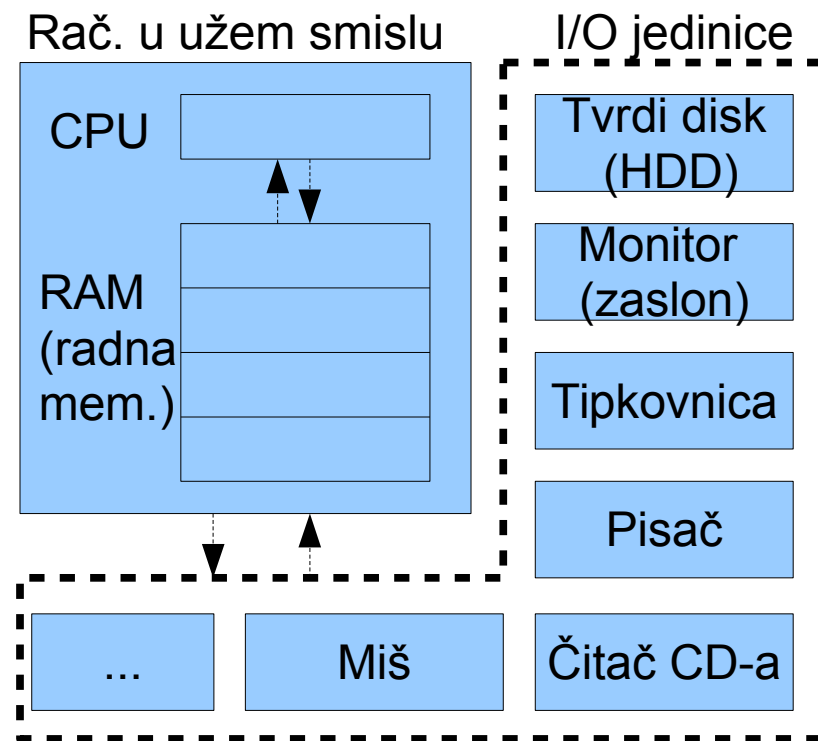 Rač. u užem smislu
I/O jedinice
CPU
RAM
(radna
mem.)
Tvrdi disk
(HDD)
Monitor
(zaslon)
Tipkovnica
Pisač
...
Miš
Čitač CD-a